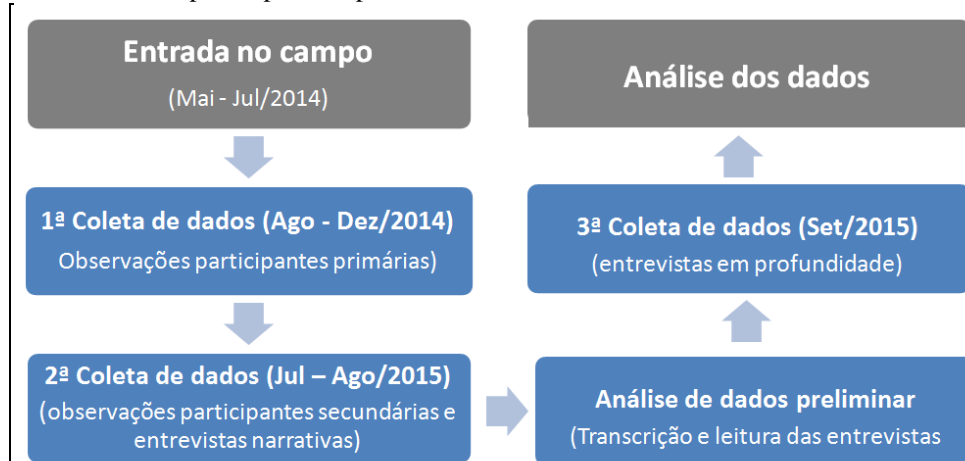 Entrada no campo
(Mai - Jul/2014)
1ª Coleta de dados (Ago - Dez/2014)
Observações participantes primárias)
2ª Coleta de dados (Jul – Ago/2015)
(observações participantes secundárias e
entrevistas narrativas)
Análise de dados preliminar
(Transcrição e leitura das entrevistas
3ª Coleta de dados (Set/2015)
(entrevistas em profundidade)
Análise dos dados